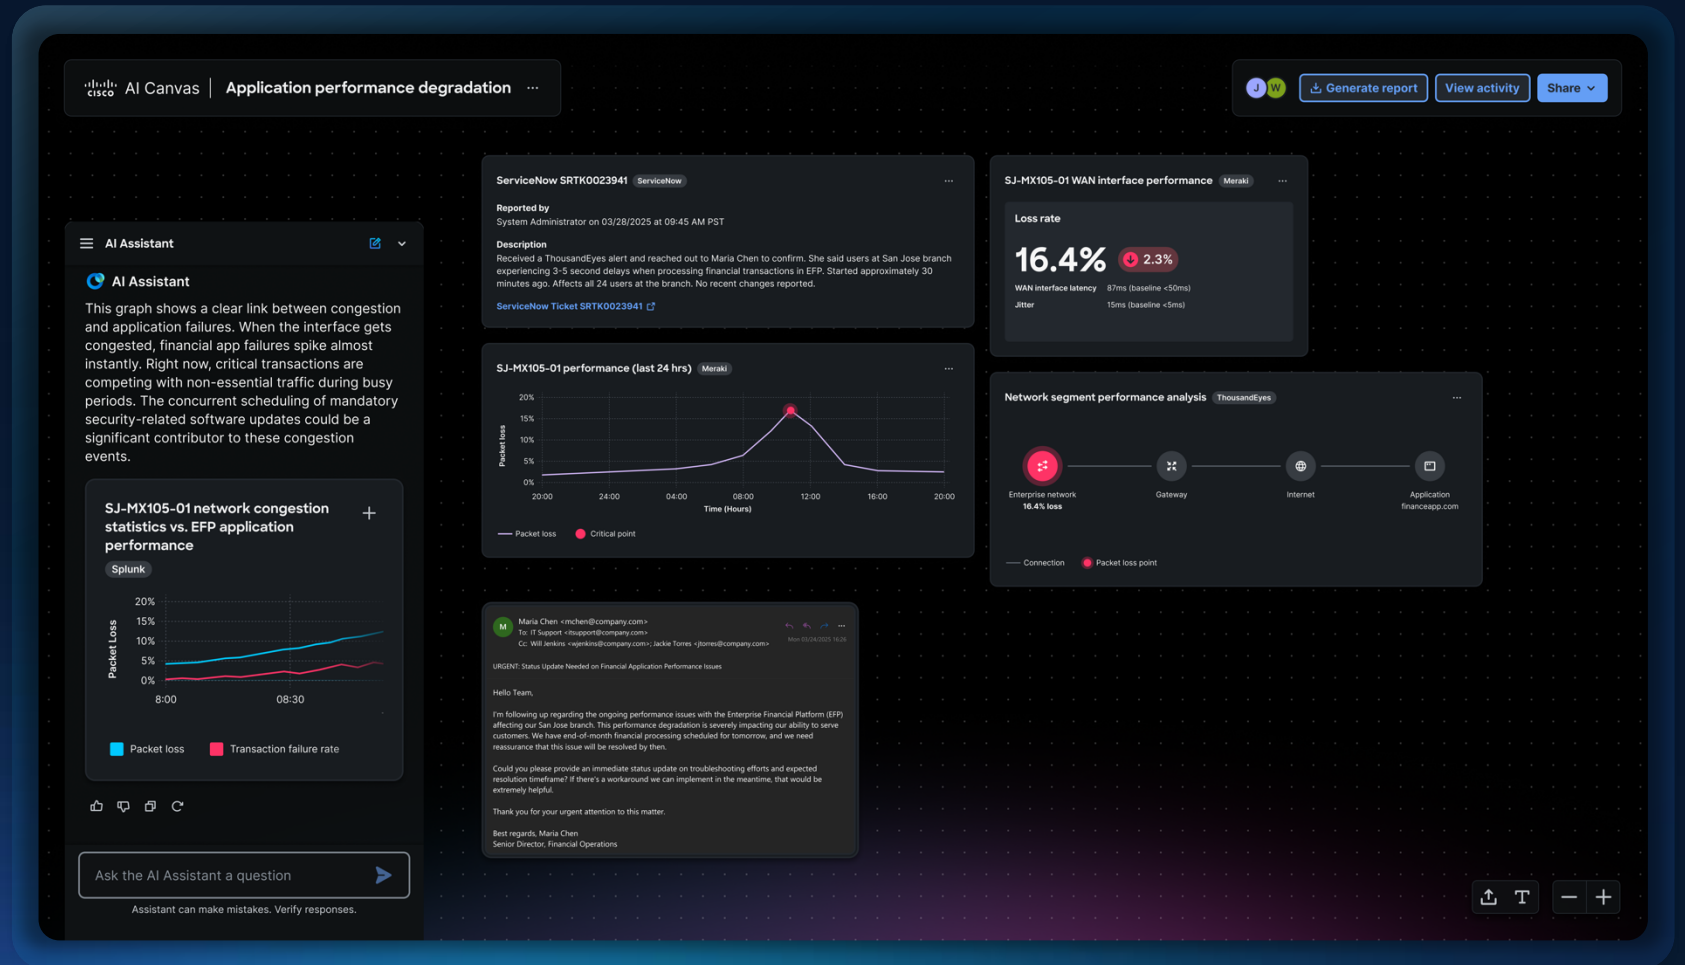 CISCO AI Canvas | Application performance degradation ...
J W Generate report View activity Share
AI Assistant
AI Assistant
This graph shows a clear link between congestion
and application failures. When the interface gets
congested, financial app failures spike almost
instantly. Right now, critical transactions are
competing with non-essential traffic during busy
periods. The concurrent scheduling of mandatory
security-related software updates could be a
significant contributor to these congestion
events.
SJ-MX105-01 network congestion
statistics vs. EFP application
performance
Splunk
Packet Loss
20%
15%
10%
5%
0%
8:00 08:30
Packet loss Transaction failure rate
Ask the AI Assistant a question
Assistant can make mistakes. Verify responses.
ServiceNow SRTK0023941 ServiceNow
Reported by
System Administrator on 03/28/2025 at 09:45 AM PST
Description
Received a ThousandEyes alert and reached out to Maria Chen to confirm. She said users at San Jose branch
experiencing 3-5 second delays when processing financial transactions in EFP. Started approximately 30
minutes ago. Affects all 24 users at the branch. No recent changes reported.
ServiceNow Ticket SRTK0023941
SJ-MX105-01 performance (last 24 hrs) Meraki
Packet loss
20%
15%
10%
5%
0%
20:00 24:00 04:00 08:00 12:00 16:00 20:00
Time (Hours)
Packet loss Critical point
M
Maria Chen <mchen@company.com>
To: IT Support <itsupport@company.com>
Cc: Will Jenkins <wjenkins@company.com>; Jackie Torres <jtorres@company.com>
Mon 03/24/2025 16:26
URGENT: Status Update Needed on Financial Application Performance Issues
Hello Team,
I'm following up regarding the ongoing performance issues with the Enterprise Financial Platform (EFP)
affecting our San Jose branch. This performance degradation is severely impacting our ability to serve
customers. We have end-of-month financial processing scheduled for tomorrow, and we need
reassurance that this issue will be resolved by then.
Could you please provide an immediate status update on troubleshooting efforts and expected
resolution timeframe? If there's a workaround we can implement in the meantime, that would be
extremely helpful.
Thank you for your urgent attention to this matter.
Best regards, Maria Chen
Senior Director, Financial Operations
SJ-MX105-01 WAN interface performance Meraki
Loss rate
16.4% 2.3%
WAN interface latency 87ms (baseline <50ms)
Jitter 15ms (baseline <5ms)
Network segment performance analysis ThousandEyes
Enterprise network
16.4% loss
Gateway
Internet
Application
financeapp.com
Connection Packet loss point
T